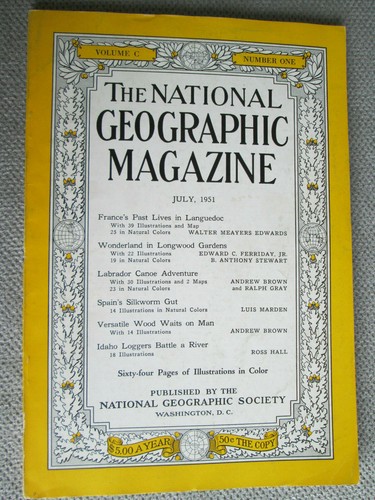 VOLUME C
NUMBER ONE
THE NATIONAL
GEOGRAPHIC
MAGAZINE
JULY, 1951
France's Past Lives in Languedoc
With 39 Illustrations and Map
25 in Natural Colors WALTER MEAYERS EDWARDS
Wonderland in Longwood Gardens
With 22 Illustrations EDWARD C. FERRIDAY, JR.
19 in Natural Colors B. ANTHONY STEWART
Labrador Canoe Adventure
With 30 Illustrations and 2 Maps ANDREW BROWN
23 in Natural Colors and RALPH GRAY
Spain's Silkworm Gut
14 Illustrations in Natural Colors LUIS MARDEN
Versatile Wood Waits on Man
With 14 Illustrations ANDREW BROWN
Idaho Loggers Battle a River
18 Illustrations ROSS HALL
Sixty-four Pages of Illustrations in Color
PUBLISHED BY THE
NATIONAL GEOGRAPHIC SOCIETY
WASHINGTON, D. C.
$5.00 A YEAR
50¢ THE COPY